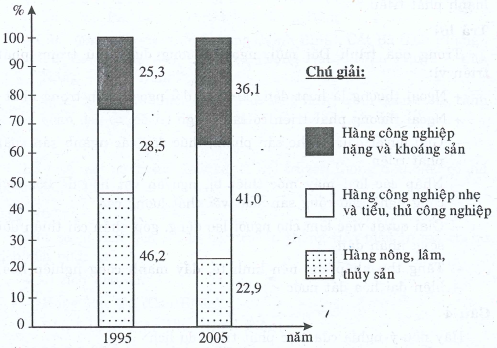 %
100
90
80
70
60
50
40
30
20
10
0
25,3
28,5
46,2
36,1
41,0
22,9
1995
2005
năm
Chú giải:
Hàng công nghiệp
nặng và khoáng sản
Hàng công nghiệp nhẹ
và tiểu, thủ công nghiệp
Hàng nông, lâm,
thủy sản